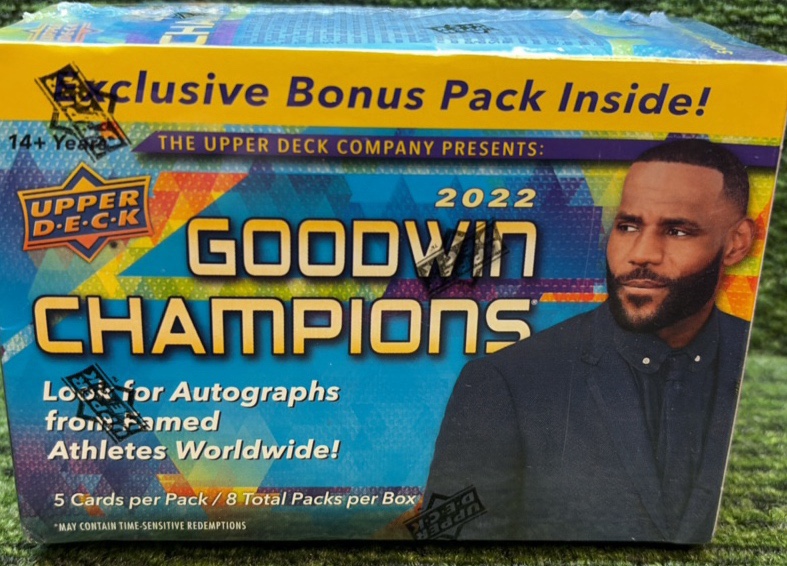 Exclusive Bonus Pack Inside!
14+ Years
THE UPPER DECK COMPANY PRESENTS:
UPPER
D·E·C·K
2022
GOODWIN
CHAMPIONS
Look for Autographs
from Famed
Athletes Worldwide!
5 Cards per Pack / 8 Total Packs per Box
*MAY CONTAIN TIME-SENSITIVE REDEMPTIONS
UPPER
DECK